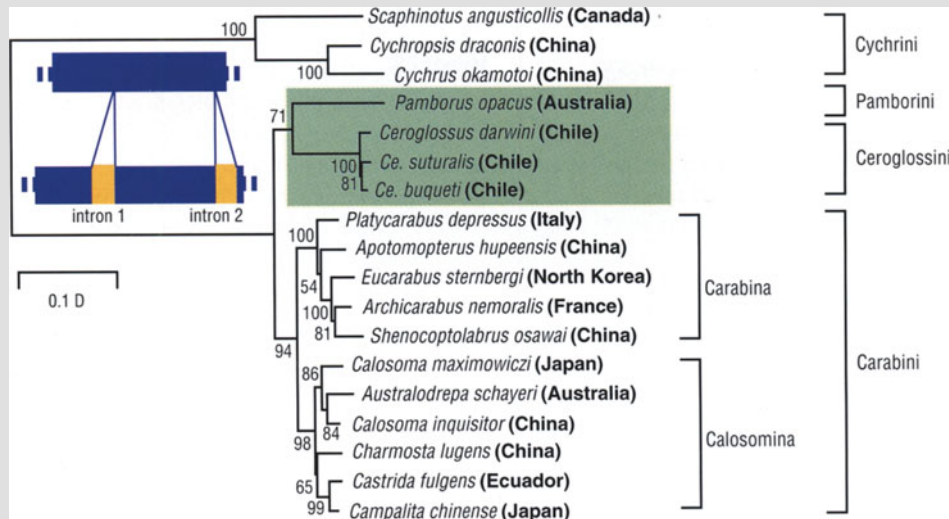 100
Scaphinotus angusticollis (Canada)
Cychropsis draconis (China)
100
Cychrus okamotoi (China)
Cychrini
71
Pamborus opacus (Australia)
Pamborini
Ceroglossus darwini (Chile)
100
Ce. suturalis (Chile)
81
Ce. buqueti (Chile)
Ceroglossini
intron 1
intron 2
0.1 D
94
100
Platycarabus depressus (Italy)
Apotomopterus hupeensis (China)
54
Eucarabus sternbergi (North Korea)
100
Archicarabus nemoralis (France)
81
Shenocoptolabrus osawai (China)
Carabina
98
86
Calosoma maximowiczi (Japan)
Australodrepa schayeri (Australia)
84
Calosoma inquisitor (China)
Charmosta lugens (China)
65
Castrida fulgens (Ecuador)
99
Campalita chinense (Japan)
Calosomina
Carabini